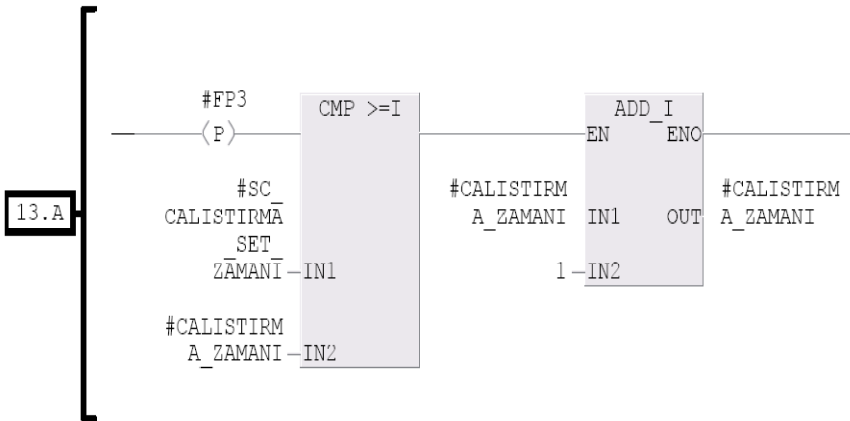 #FP3
(P)
CMP >=I
ADD_I
EN ENO
#SC_
CALISTIRMA
_SET_
ZAMANI
IN1
#CALISTIRM
A_ZAMANI
IN2
#CALISTIRM
A_ZAMANI
IN1
OUT
#CALISTIRM
A_ZAMANI
1
IN2
13.A